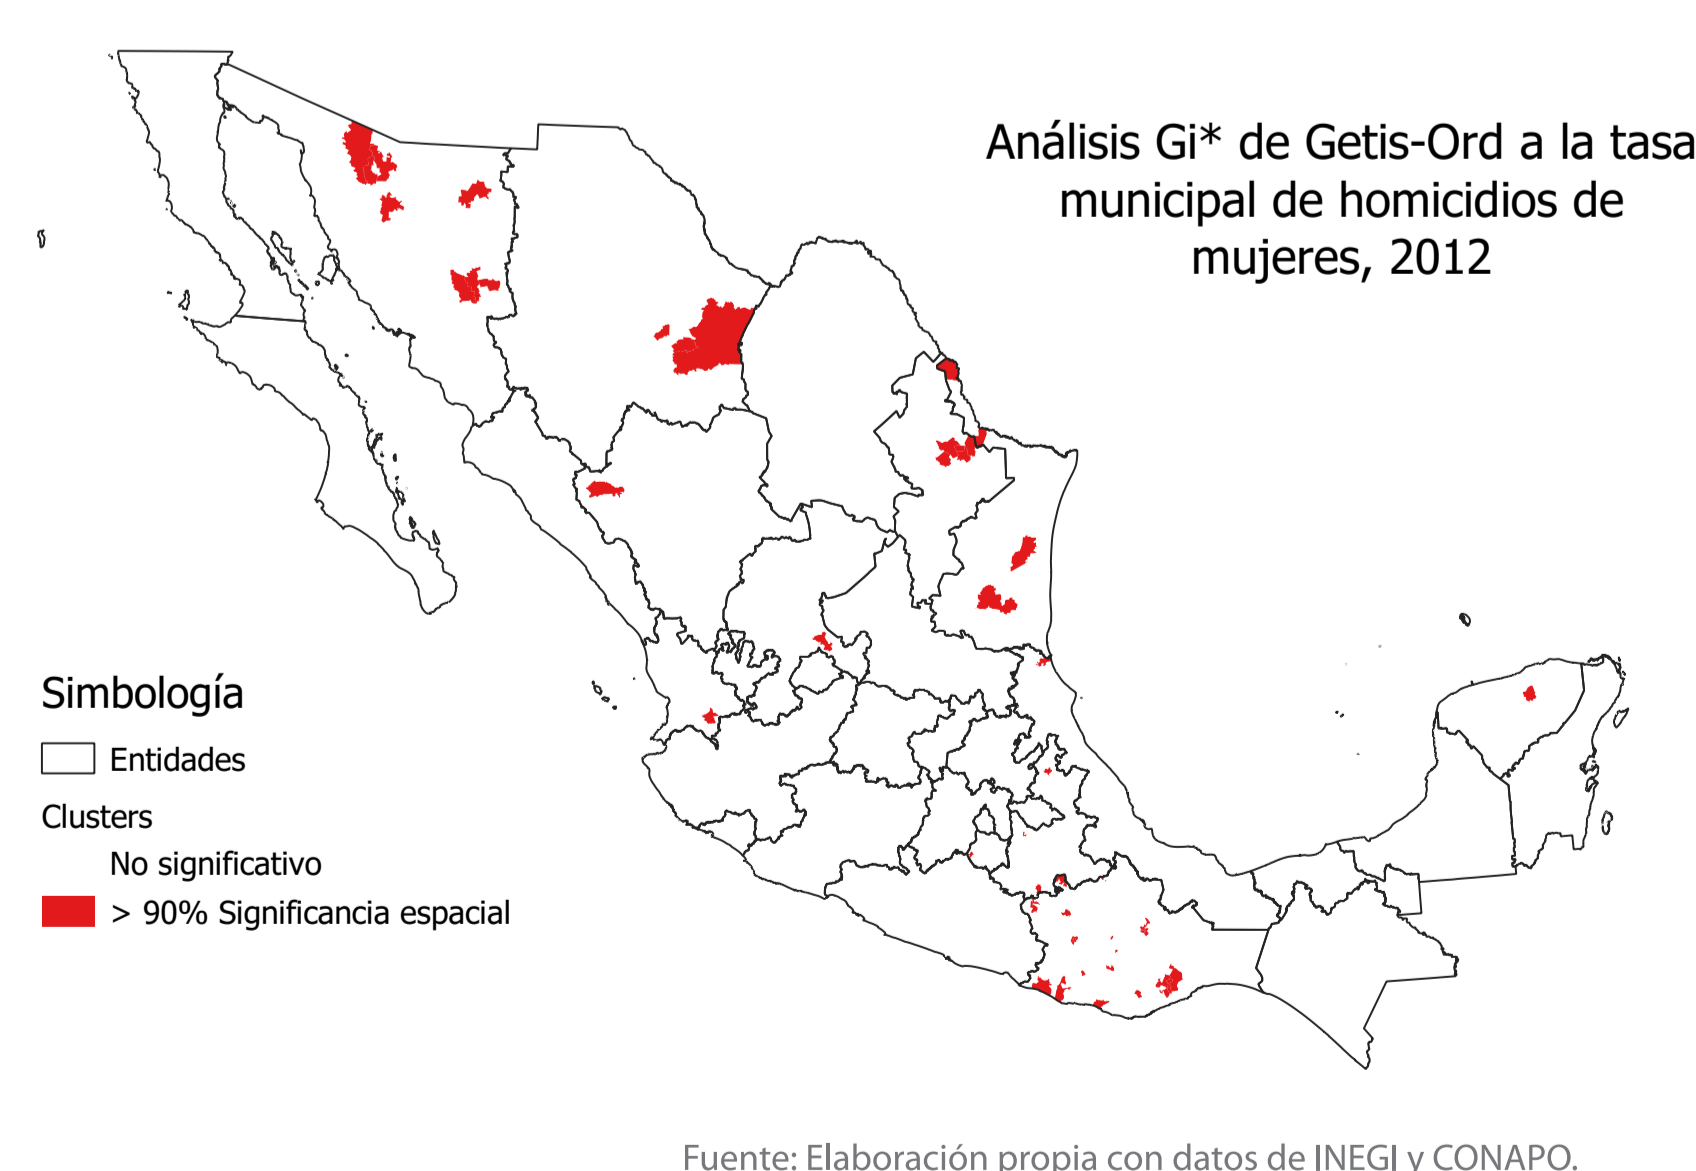 Análisis Gi* de Getis-Ord a la tasa
municipal de homicidios de
mujeres, 2012
Simbología
Entidades
Clusters
No significativo
> 90% Significancia espacial
Fuente: Elaboración propia con datos de INEGI y CONAPO.